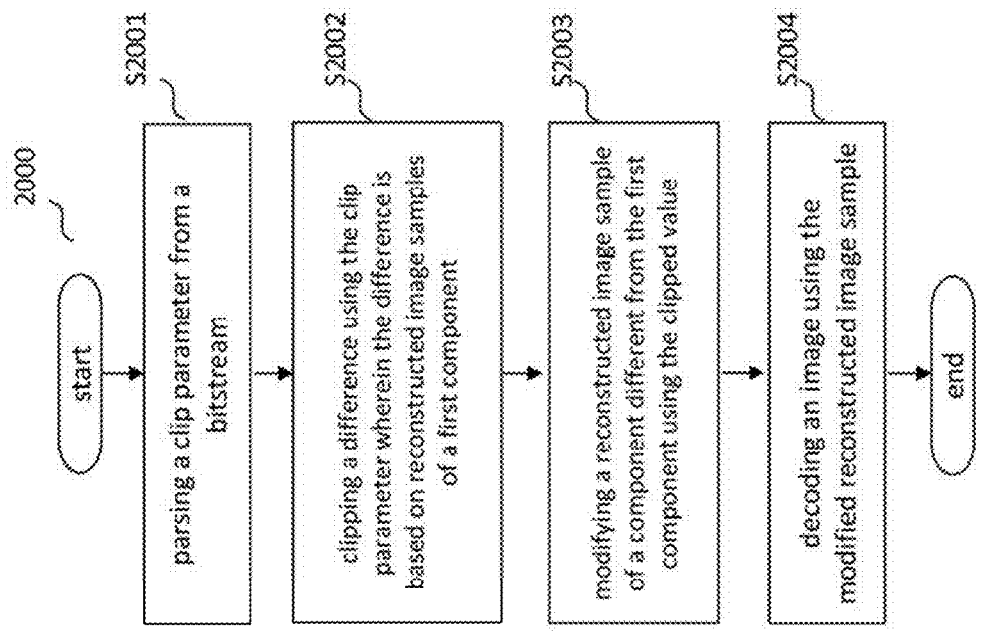 2000
start
S2001
parsing a clip parameter from a
bitstream
S2002
clipping a difference using the clip
parameter wherein the difference is
based on reconstructed image samples
of a first component
S2003
modifying a reconstructed image sample
of a component different from the first
component using the clipped value
S2004
decoding an image using the
modified reconstructed image sample
end